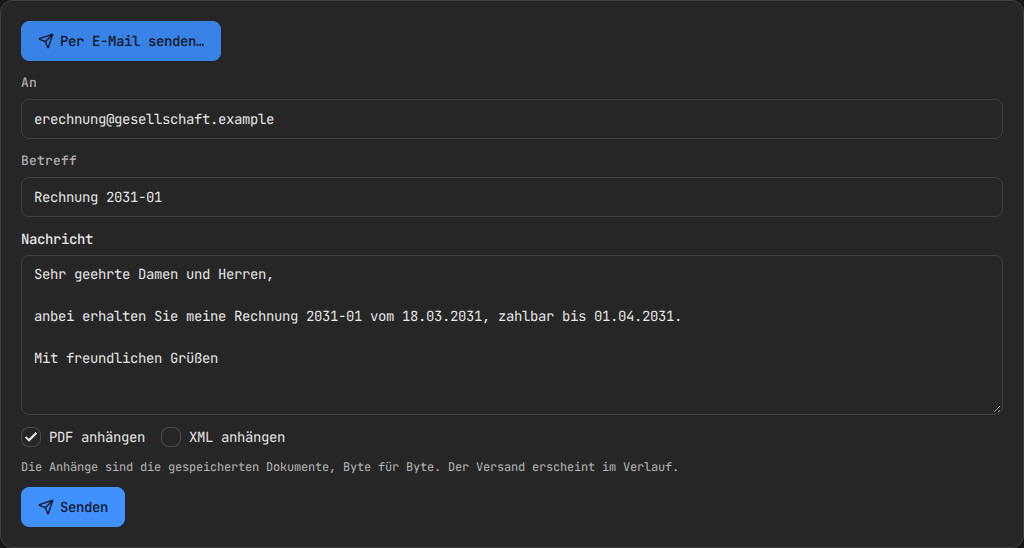 Per E-Mail senden…
An
erechnung@gesellschaft.example
Betreff
Rechnung 2031-01
Nachricht
Sehr geehrte Damen und Herren,
anbei erhalten Sie meine Rechnung 2031-01 vom 18.03.2031, zahlbar bis 01.04.2031.
Mit freundlichen Grüßen
PDF anhängen XML anhängen
Die Anhänge sind die gespeicherten Dokumente, Byte für Byte. Der Versand erscheint im Verlauf.
Senden